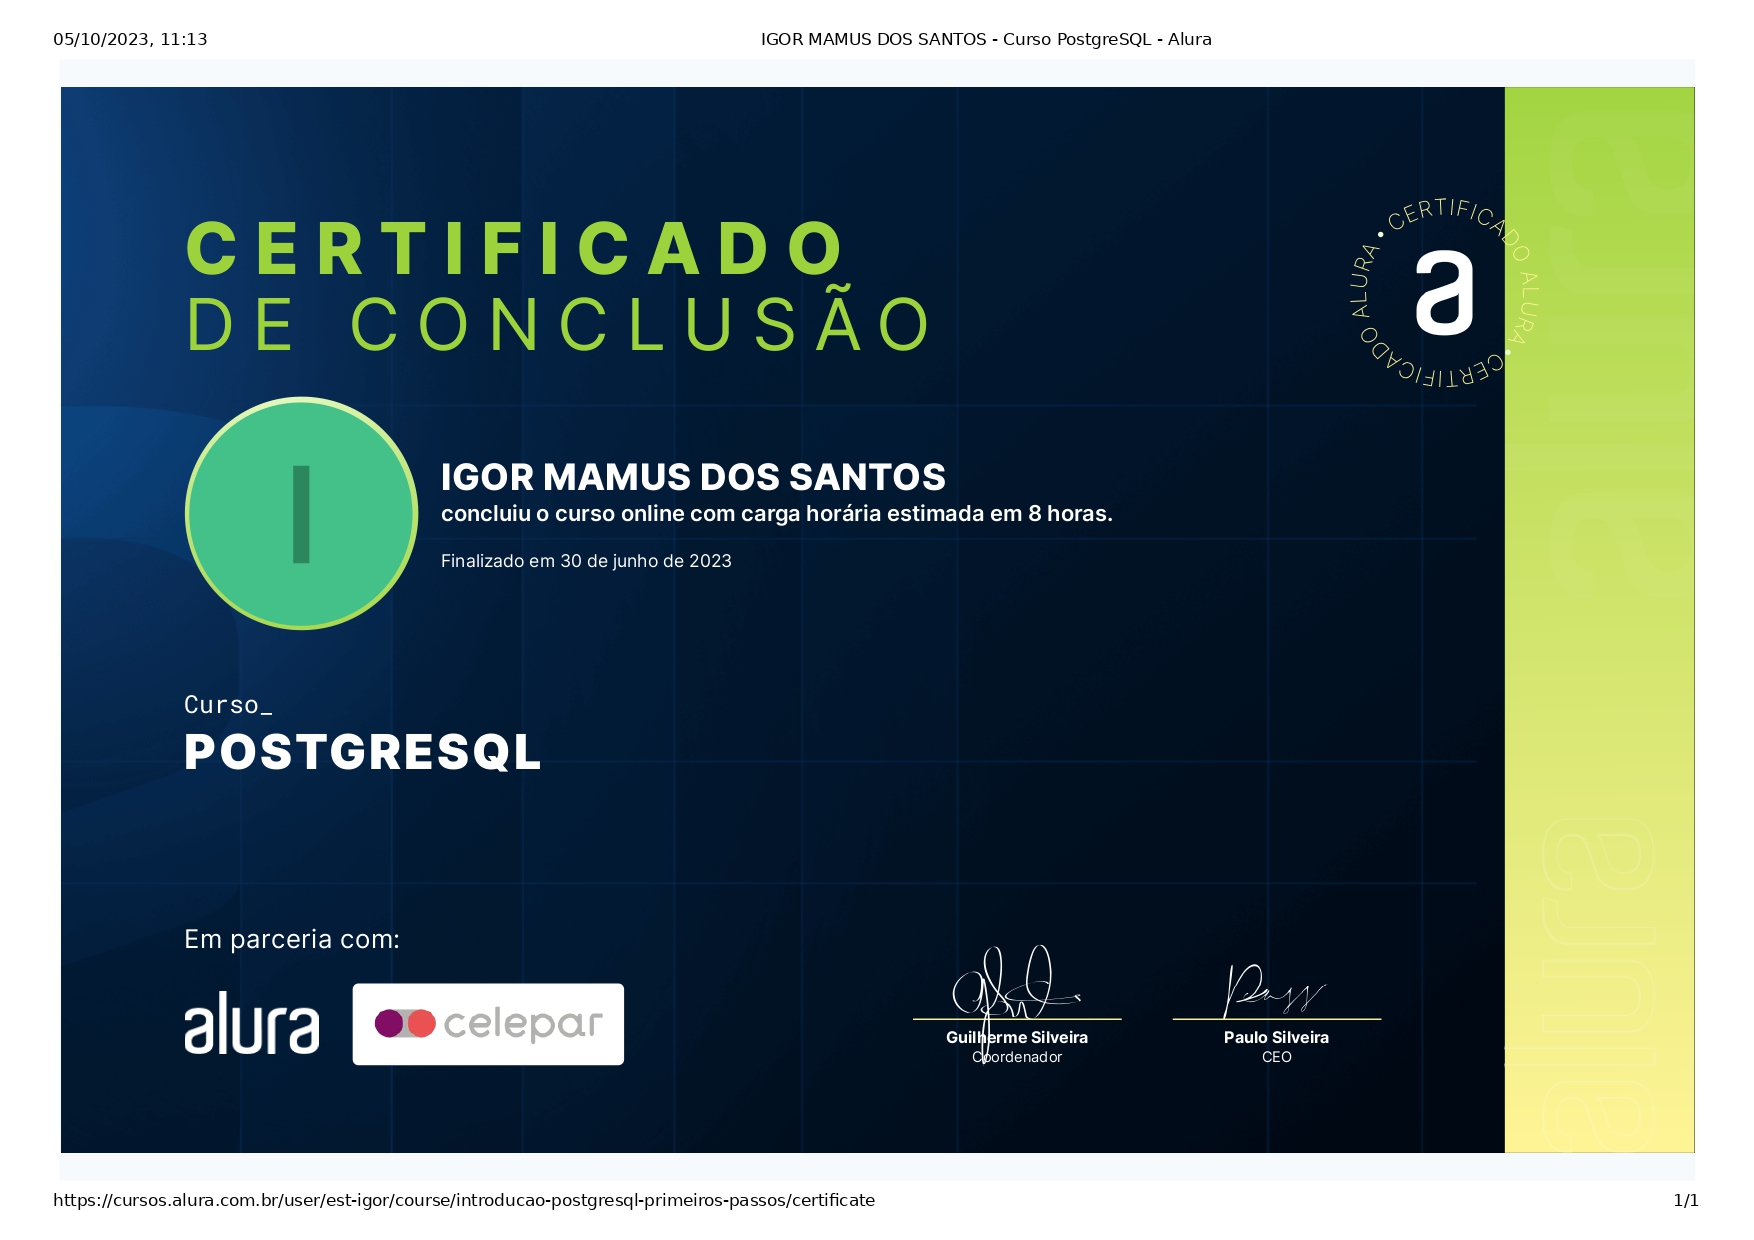 05/10/2023, 11:13
IGOR MAMUS DOS SANTOS - Curso PostgreSQL - Alura
CERTIFICADO
DE CONCLUSÃO
CERTIFICADO ALURA • CERTIFICADO ALURA •
a
I
IGOR MAMUS DOS SANTOS
concluiu o curso online com carga horária estimada em 8 horas.
Finalizado em 30 de junho de 2023
Curso_
POSTGRESQL
Em parceria com:
alura
celepar
Guilherme Silveira
Coordenador
Paulo Silveira
CEO
alura
alura
alura
https://cursos.alura.com.br/user/est-igor/course/introducao-postgresql-primeiros-passos/certificate
1/1